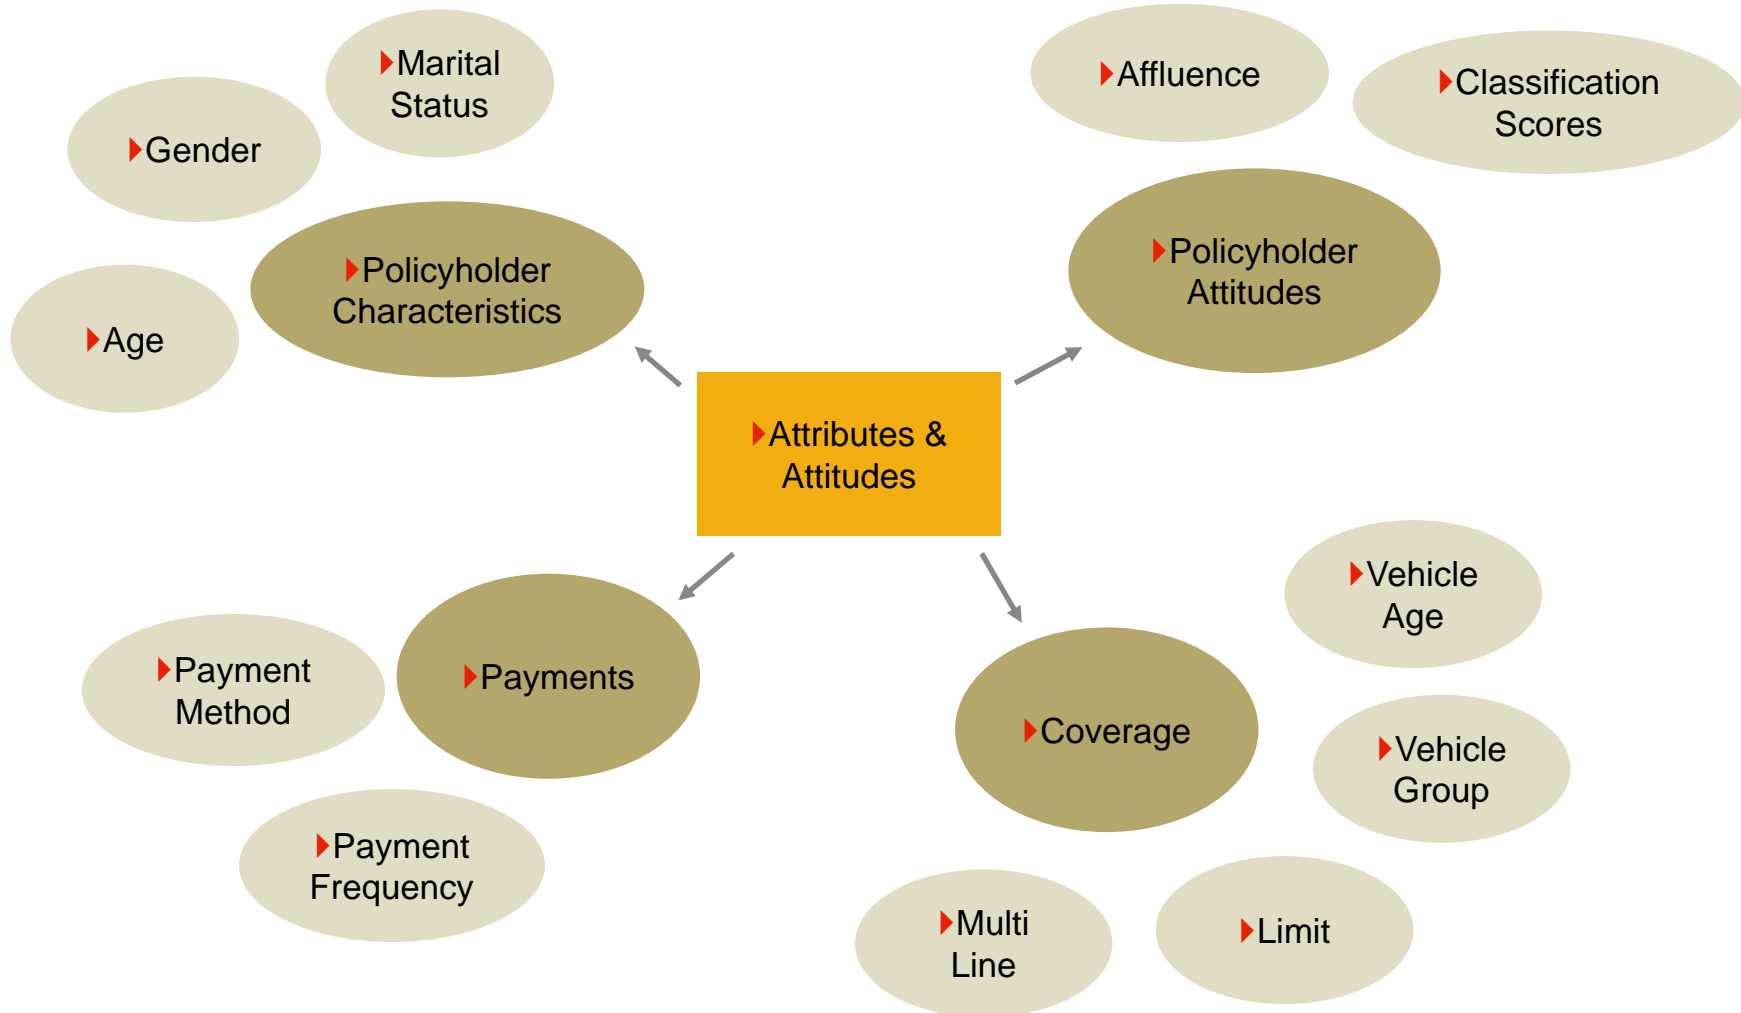 Marital
Status
Gender
Policyholder
Characteristics
Age
Affluence
Classification
Scores
Policyholder
Attitudes
Attributes &
Attitudes
Payment
Method
Payments
Payment
Frequency
Vehicle
Age
Coverage
Vehicle
Group
Multi
Line
Limit